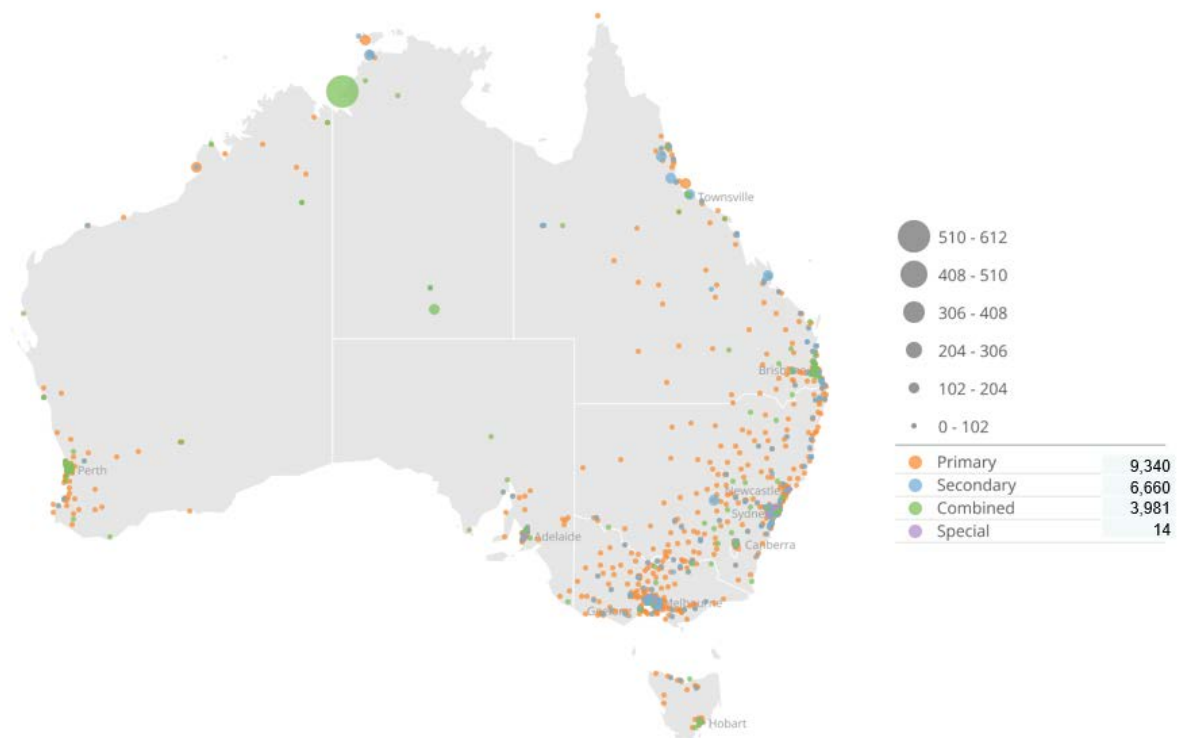 Townsville
Brisbane
Perth
Newcastle
Sydney
Adelaide
Canberra
Geelong
Melbourne
Hobart
510 - 612
408 - 510
306 - 408
204 - 306
102 - 204
0 - 102
Primary 9,340
Secondary 6,660
Combined 3,981
Special 14